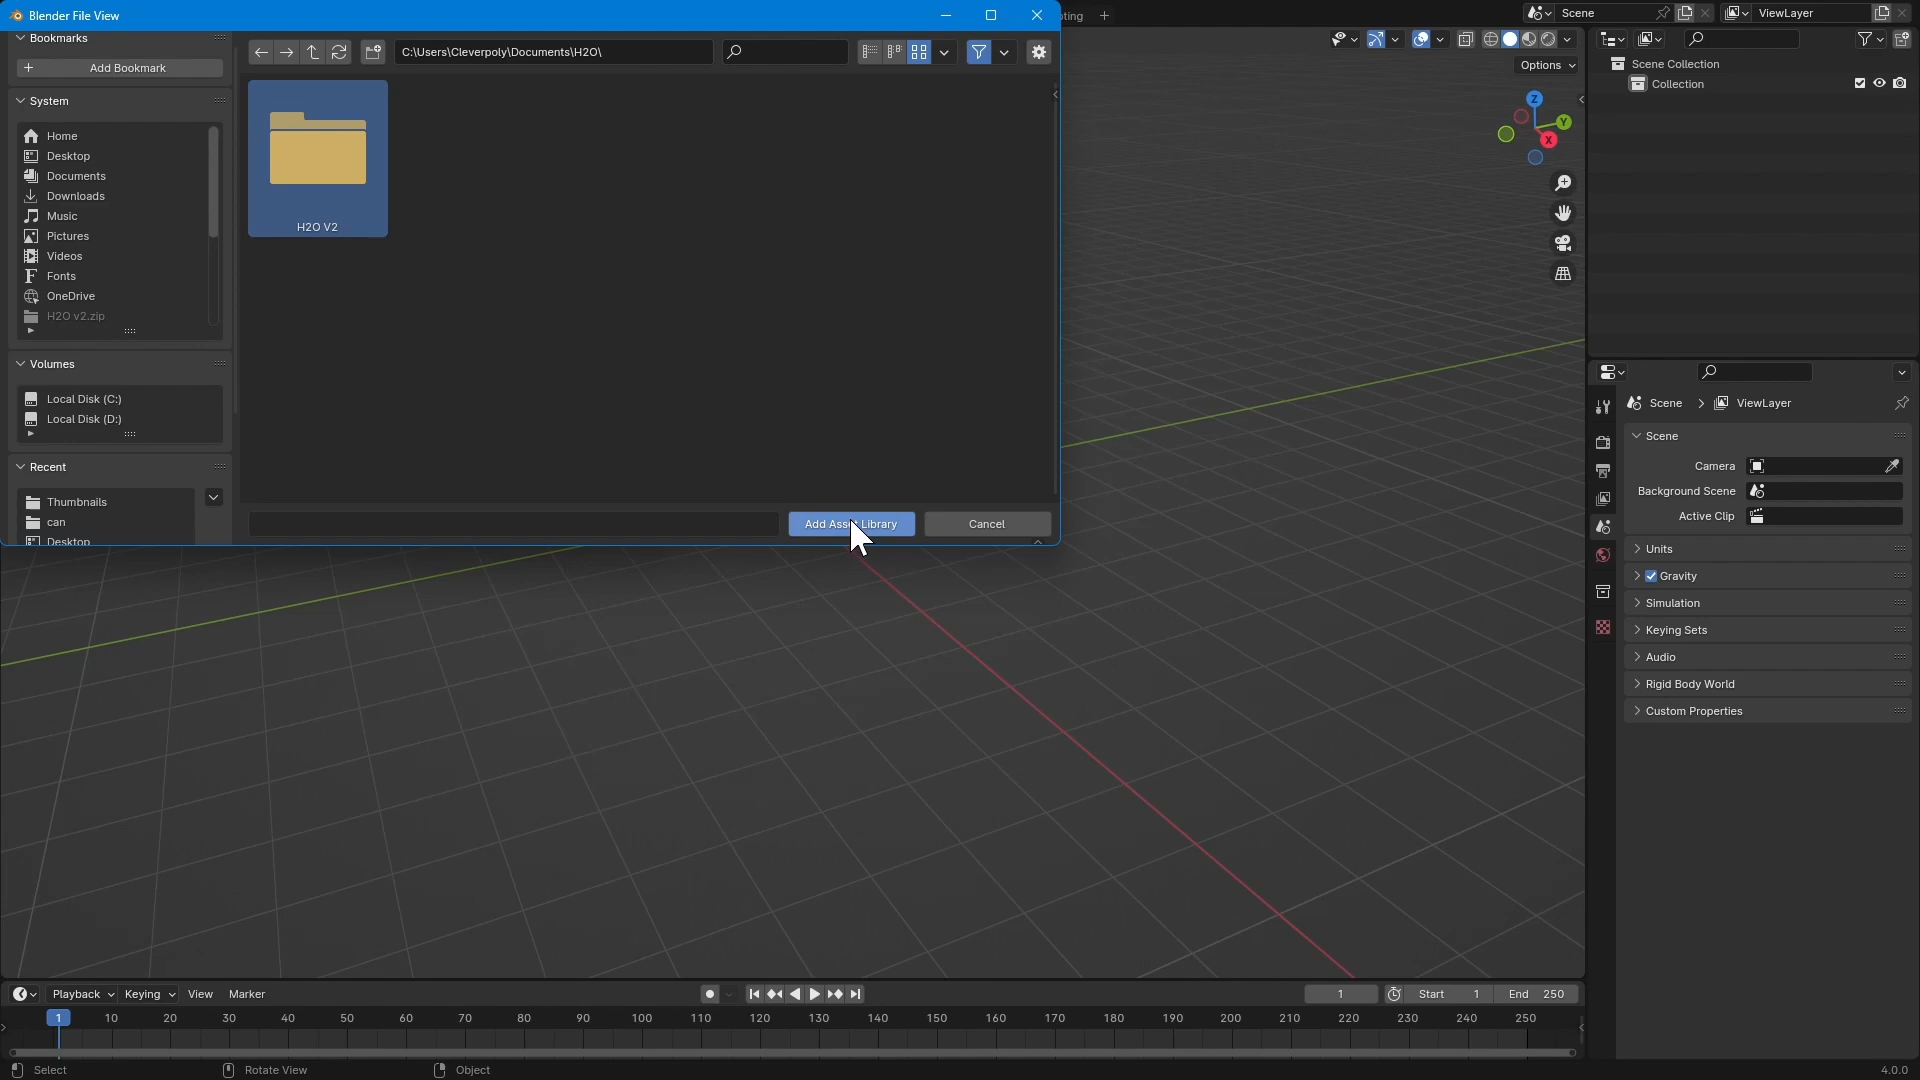 Blender File View
ting
Scene
ViewLayer
Bookmarks
Add Bookmark
C:\Users\Cleverpoly\Documents\H2O\
Options
Scene Collection
Collection
Z
Y
X
System
Home
Desktop
Documents
Downloads
Music
Pictures
Videos
Fonts
OneDrive
H2O v2.zip
H2O V2
Volumes
Local Disk (C:)
Local Disk (D:)
Recent
Thumbnails
can
Desktop
Add Asset Library
Cancel
Scene
ViewLayer
Scene
Camera
Background Scene
Active Clip
Units
Gravity
Simulation
Keying Sets
Audio
Rigid Body World
Custom Properties
Playback
Keying
View
Marker
1
Start 1
End 250
1 10 20 30 40 50 60 70 80 90 100 110 120 130 140 150 160 170 180 190 200 210 220 230 240 250
Select
Rotate View
Object
4.0.0